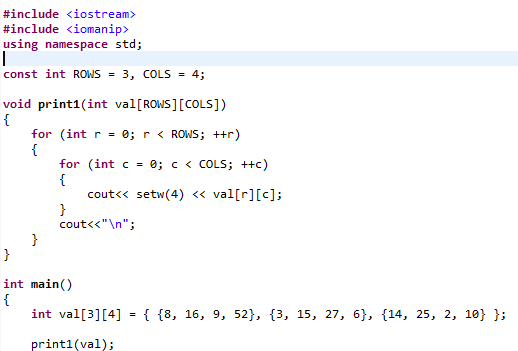 #include <iostream>
#include <iomanip>
using namespace std;
const int ROWS = 3, COLS = 4;
void print1(int val[ROWS][COLS])
{
for (int r = 0; r < ROWS; ++r)
{
for (int c = 0; c < COLS; ++c)
{
cout<< setw(4) << val[r][c];
}
cout<<"\n";
}
}
int main()
{
int val[3][4] = { {8, 16, 9, 52}, {3, 15, 27, 6}, {14, 25, 2, 10} };
print1(val);